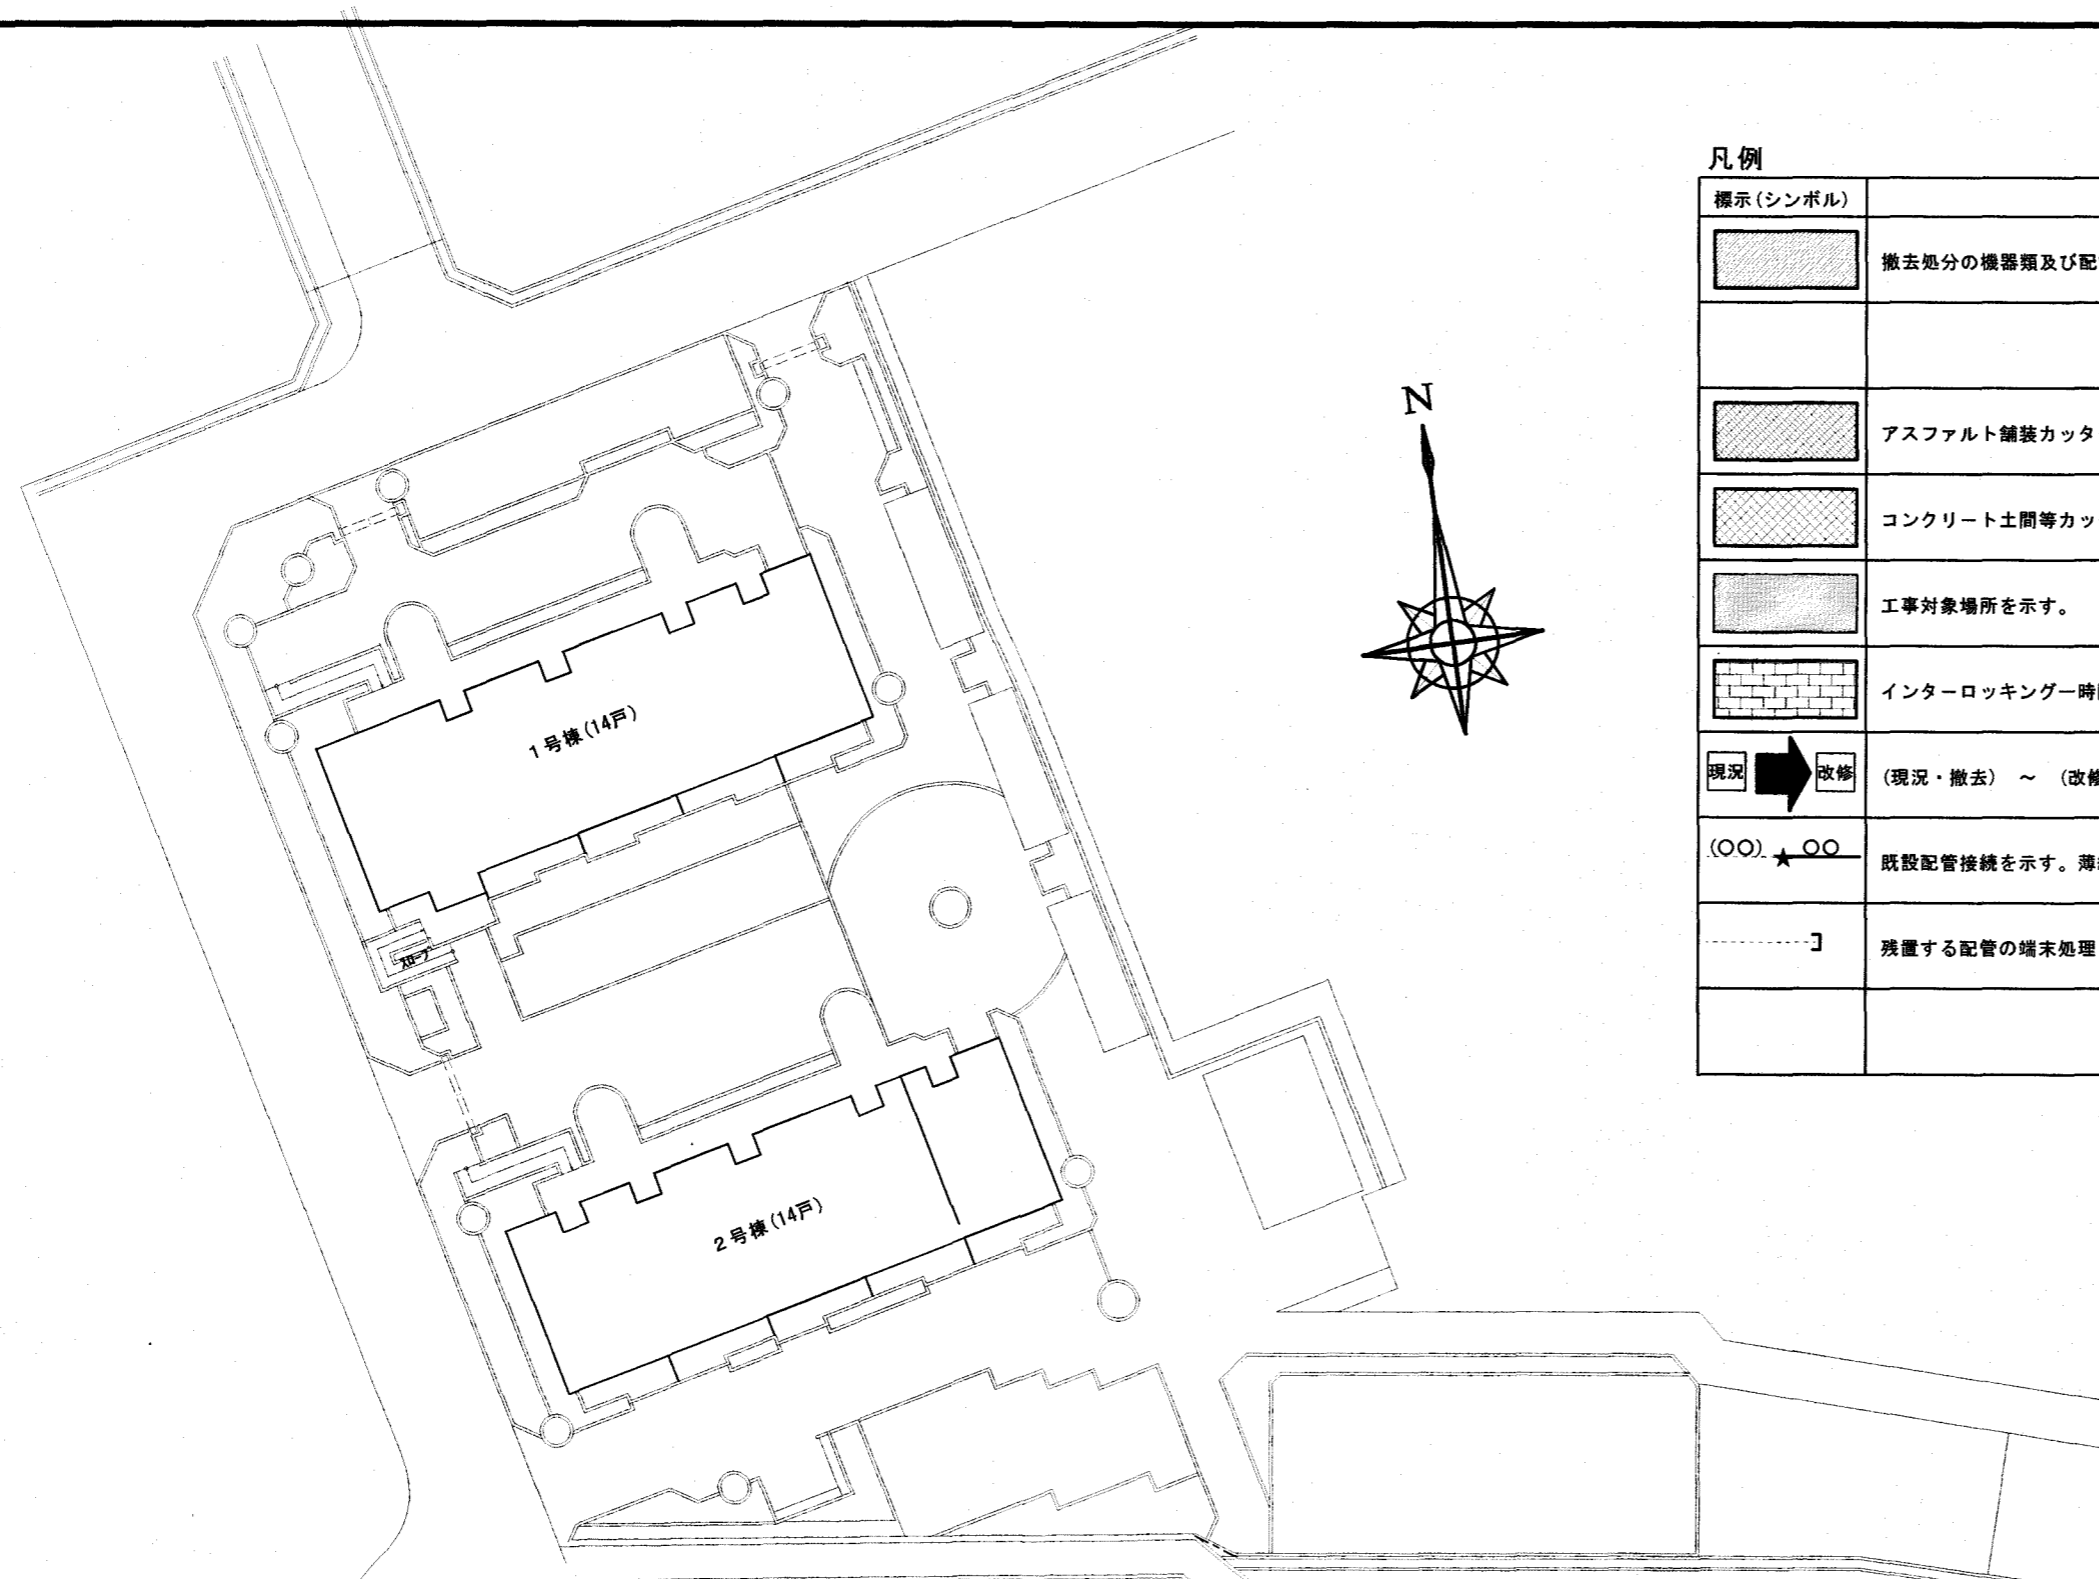 凡例
標示(シンボル)
撤去処分の機器類及び配
アスファルト舗装カッタ
コンクリート土間等カッ
工事対象場所を示す。
インターロッキング一時
現況 改修 (現況・撤去) ~ (改修
(○○) ★ ○○ 既設配管接続を示す。薄
残置する配管の端末処理
N
1号棟(14戸)
スロープ
2号棟(14戸)